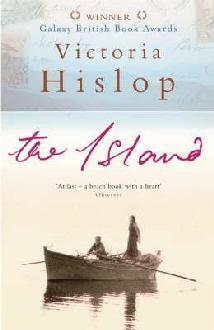 WINNER
Galaxy British Book Awards
Victoria
Hislop
the Island
'At last – a beach book with a heart'
Observer